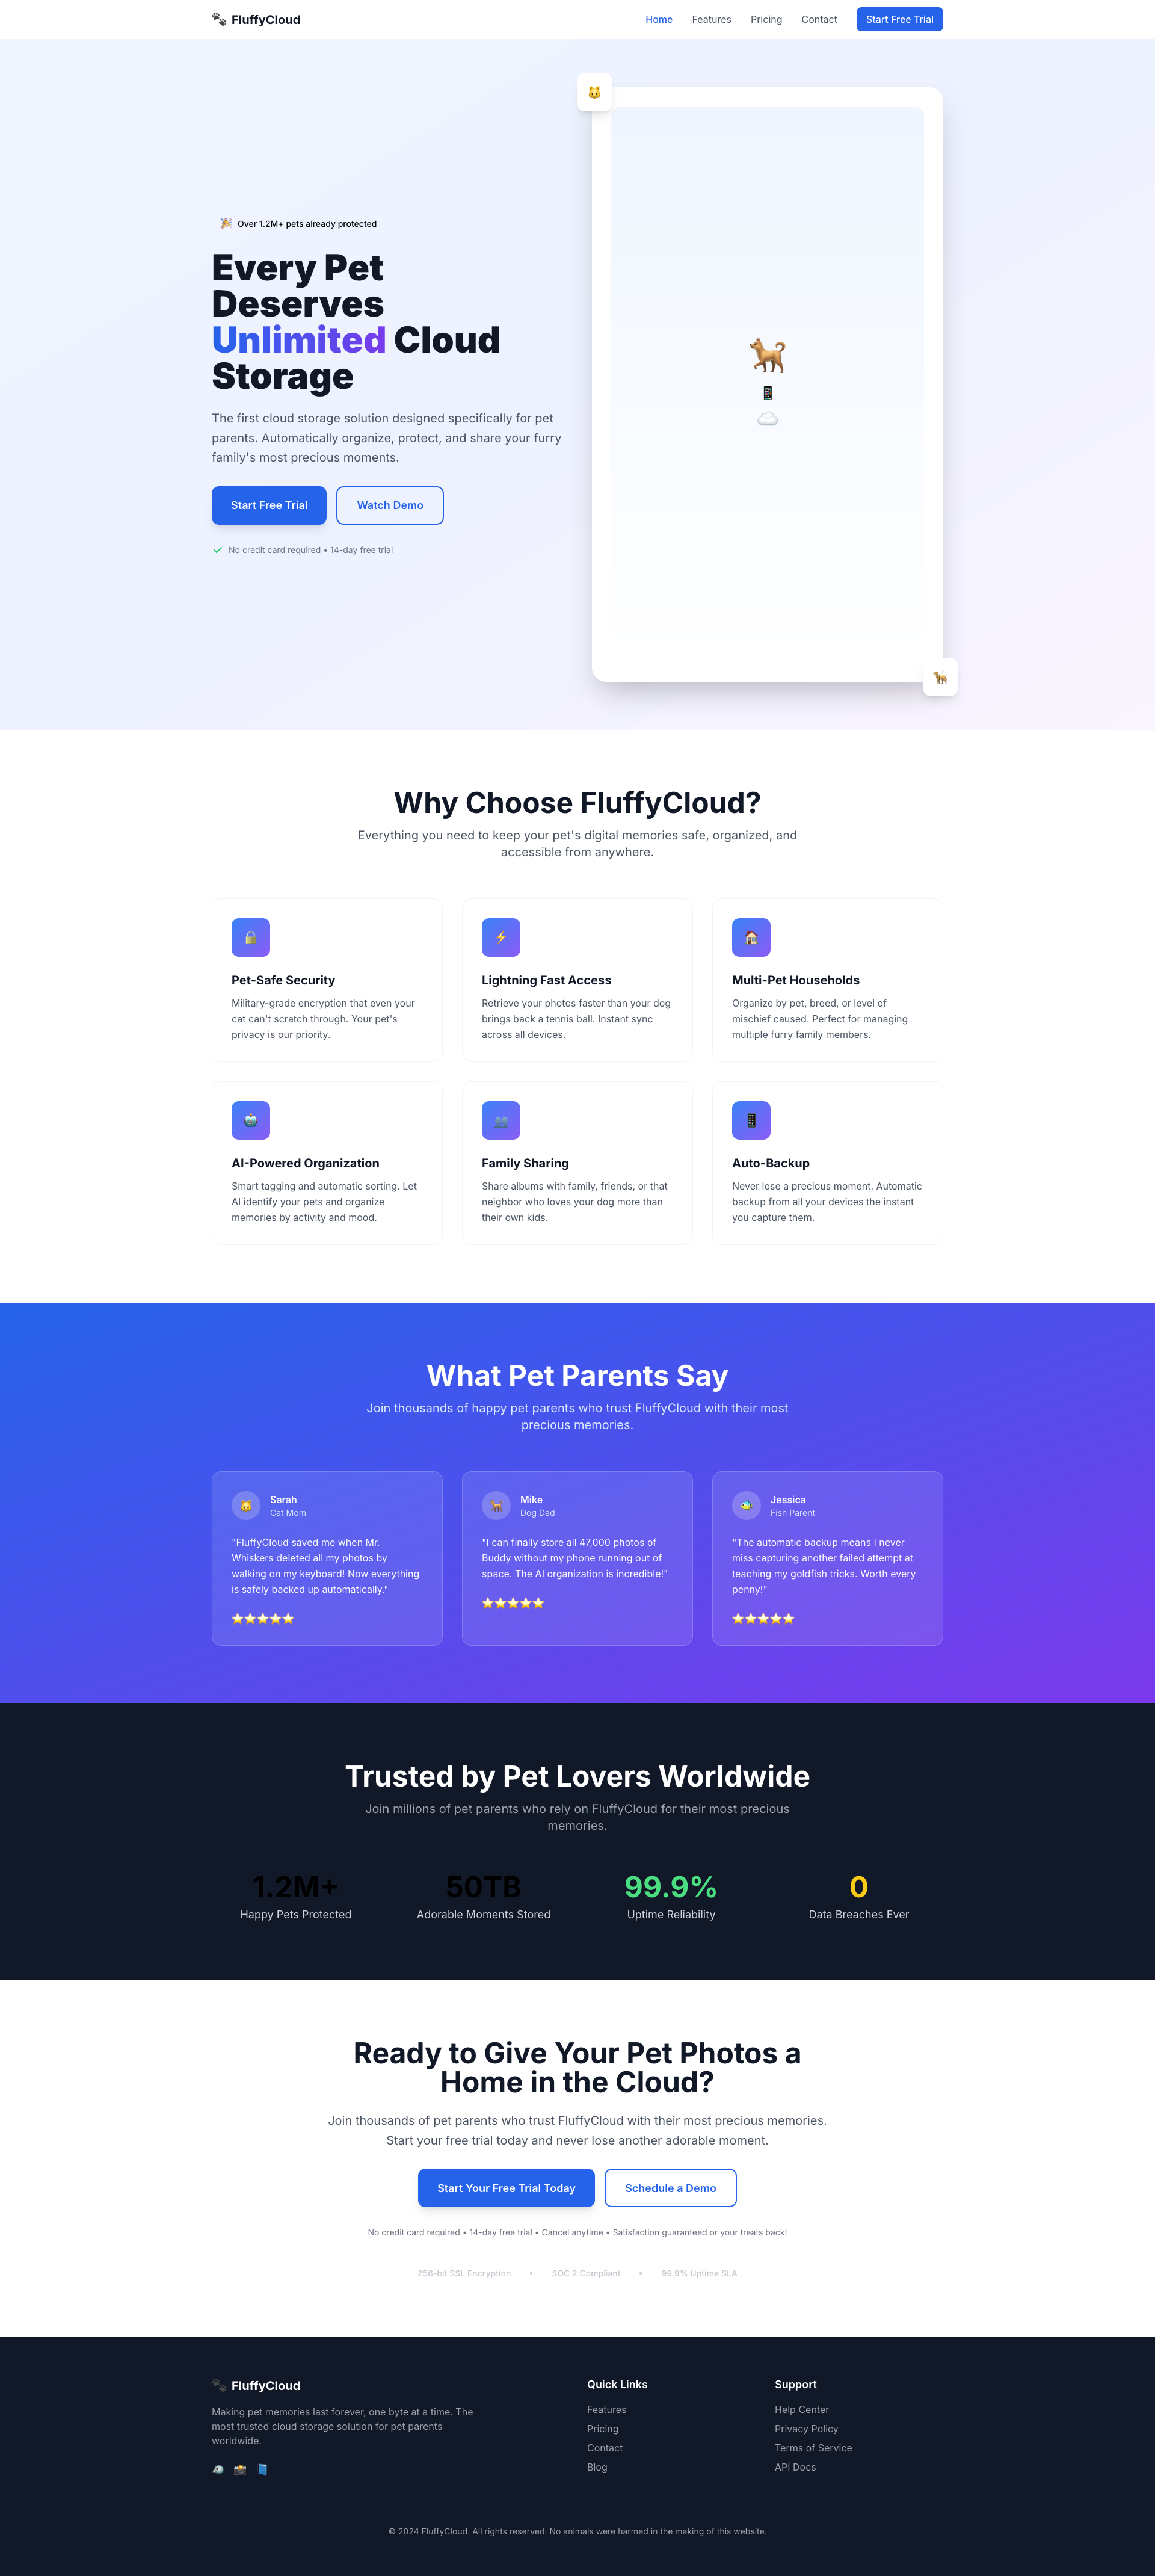 FluffyCloud
Home Features Pricing Contact Start Free Trial
Over 1.2M+ pets already protected
Every Pet
Deserves
Unlimited Cloud
Storage
The first cloud storage solution designed specifically for pet
parents. Automatically organize, protect, and share your furry
family's most precious moments.
Start Free Trial Watch Demo
No credit card required • 14-day free trial
Why Choose FluffyCloud?
Everything you need to keep your pet's digital memories safe, organized, and
accessible from anywhere.
Pet-Safe Security
Military-grade encryption that even your
cat can't scratch through. Your pet's
privacy is our priority.
Lightning Fast Access
Retrieve your photos faster than your dog
brings back a tennis ball. Instant sync
across all devices.
Multi-Pet Households
Organize by pet, breed, or level of
mischief caused. Perfect for managing
multiple furry family members.
AI-Powered Organization
Smart tagging and automatic sorting. Let
AI identify your pets and organize
memories by activity and mood.
Family Sharing
Share albums with family, friends, or that
neighbor who loves your dog more than
their own kids.
Auto-Backup
Never lose a precious moment. Automatic
backup from all your devices the instant
you capture them.
What Pet Parents Say
Join thousands of happy pet parents who trust FluffyCloud with their most
precious memories.
Sarah
Cat Mom
"FluffyCloud saved me when Mr.
Whiskers deleted all my photos by
walking on my keyboard! Now everything
is safely backed up automatically."
Mike
Dog Dad
"I can finally store all 47,000 photos of
Buddy without my phone running out of
space. The AI organization is incredible!"
Jessica
Fish Parent
"The automatic backup means I never
miss capturing another failed attempt at
teaching my goldfish tricks. Worth every
penny!"
Trusted by Pet Lovers Worldwide
Join millions of pet parents who rely on FluffyCloud for their most precious
memories.
1.2M+
Happy Pets Protected
50TB
Adorable Moments Stored
99.9%
Uptime Reliability
0
Data Breaches Ever
Ready to Give Your Pet Photos a
Home in the Cloud?
Join thousands of pet parents who trust FluffyCloud with their most precious memories.
Start your free trial today and never lose another adorable moment.
Start Your Free Trial Today Schedule a Demo
No credit card required • 14-day free trial • Cancel anytime • Satisfaction guaranteed or your treats back!
256-bit SSL Encryption • SOC 2 Compliant • 99.9% Uptime SLA
FluffyCloud
Making pet memories last forever, one byte at a time. The
most trusted cloud storage solution for pet parents
worldwide.
Quick Links
Features
Pricing
Contact
Blog
Support
Help Center
Privacy Policy
Terms of Service
API Docs
© 2024 FluffyCloud. All rights reserved. No animals were harmed in the making of this website.